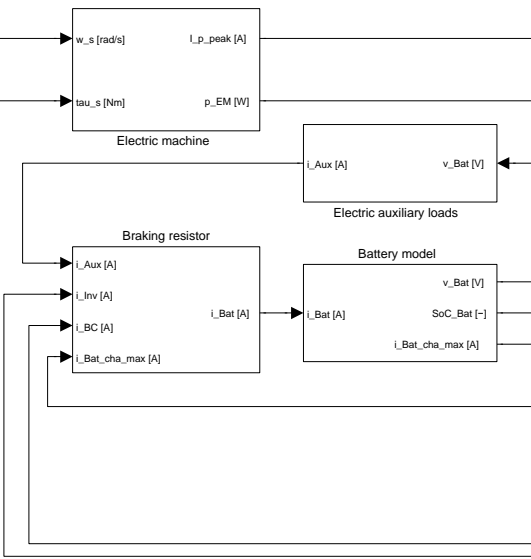 w_s [rad/s]
I_p_peak [A]
tau_s [Nm]
p_EM [W]
Electric machine
i_Aux [A]
v_Bat [V]
Electric auxiliary loads
Braking resistor
i_Aux [A]
i_Inv [A]
i_BC [A]
i_Bat_cha_max [A]
i_Bat [A]
Battery model
i_Bat [A]
v_Bat [V]
SoC_Bat [−]
i_Bat_cha_max [A]